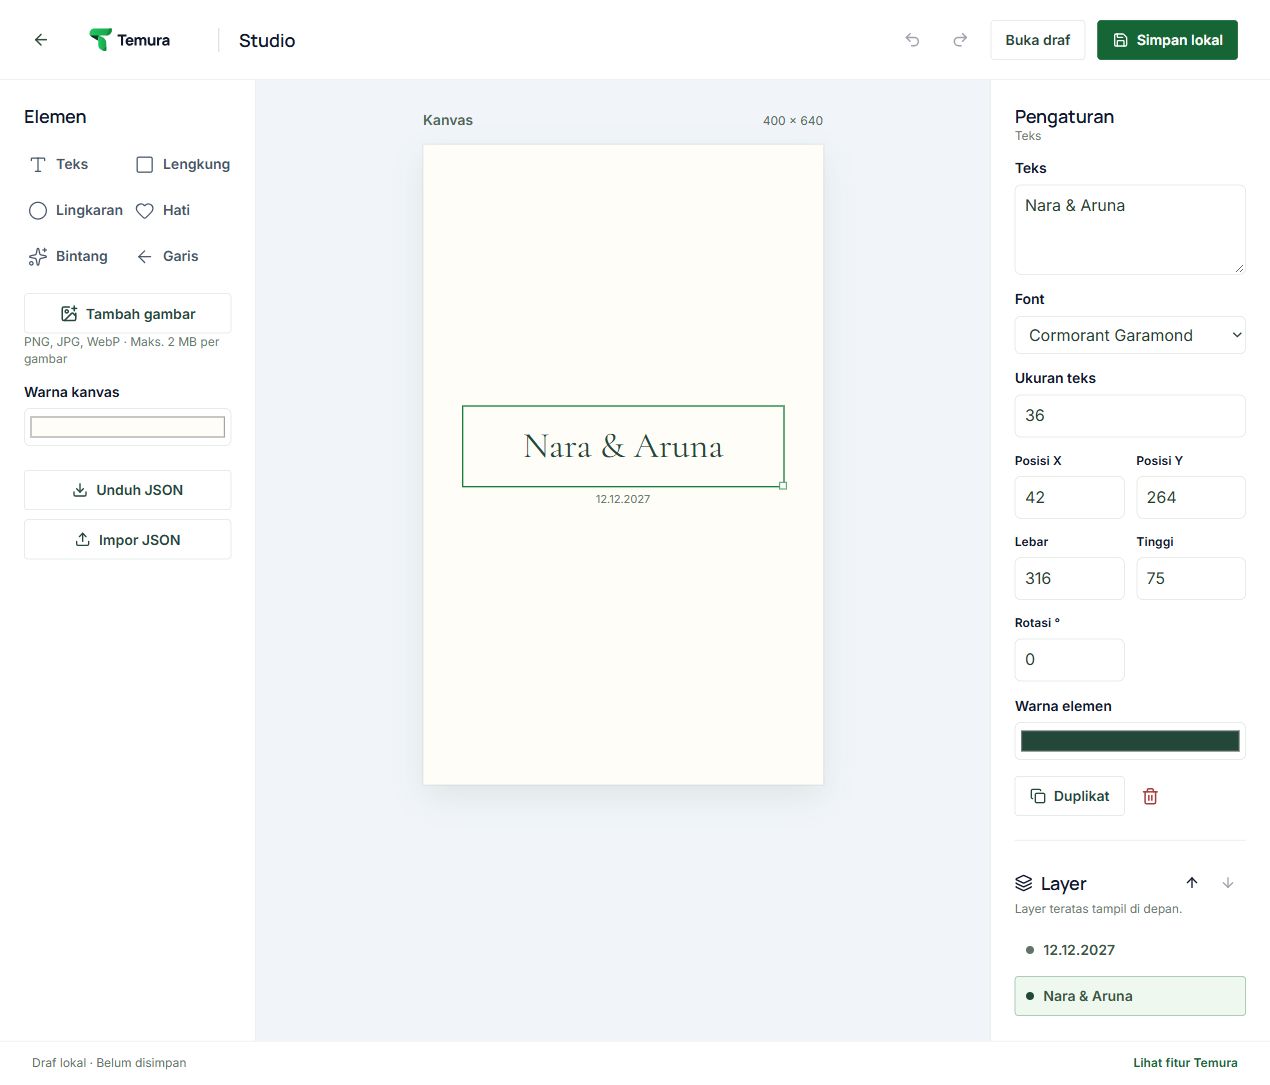 Temura
Studio
Buka draf
Simpan lokal
Elemen
Teks
Lengkung
Lingkaran
Hati
Bintang
Garis
Tambah gambar
PNG, JPG, WebP · Maks. 2 MB per
gambar
Warna kanvas
Unduh JSON
Impor JSON
Kanvas
400 × 640
Nara & Aruna
12.12.2027
Pengaturan
Teks
Teks
Nara & Aruna
Font
Cormorant Garamond
Ukuran teks
36
Posisi X
Posisi Y
42
264
Lebar
Tinggi
316
75
Rotasi °
0
Warna elemen
Duplikat
Layer
Layer teratas tampil di depan.
12.12.2027
Nara & Aruna
Draf lokal · Belum disimpan
Lihat fitur Temura